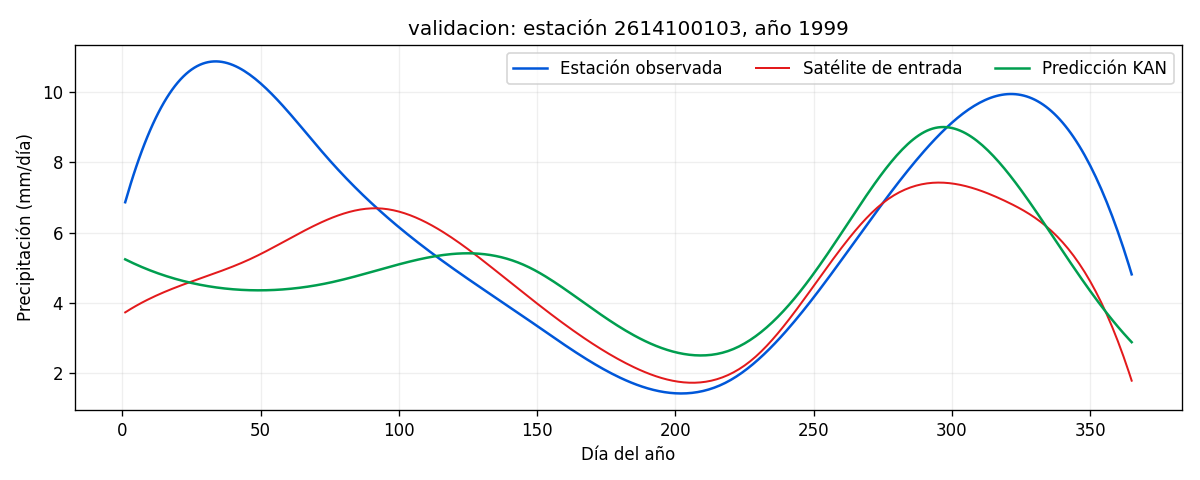 validacion: estación 2614100103, año 1999
Estación observada
Satélite de entrada
Predicción KAN
Precipitación (mm/día)
10
8
6
4
2
0 50 100 150 200 250 300 350
Día del año